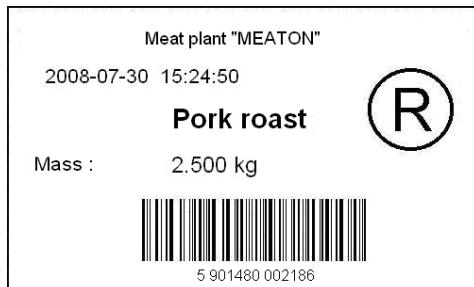 Meat plant "MEATON"
2008-07-30 15:24:50
Pork roast
R
Mass : 2.500 kg
5 901480 002186